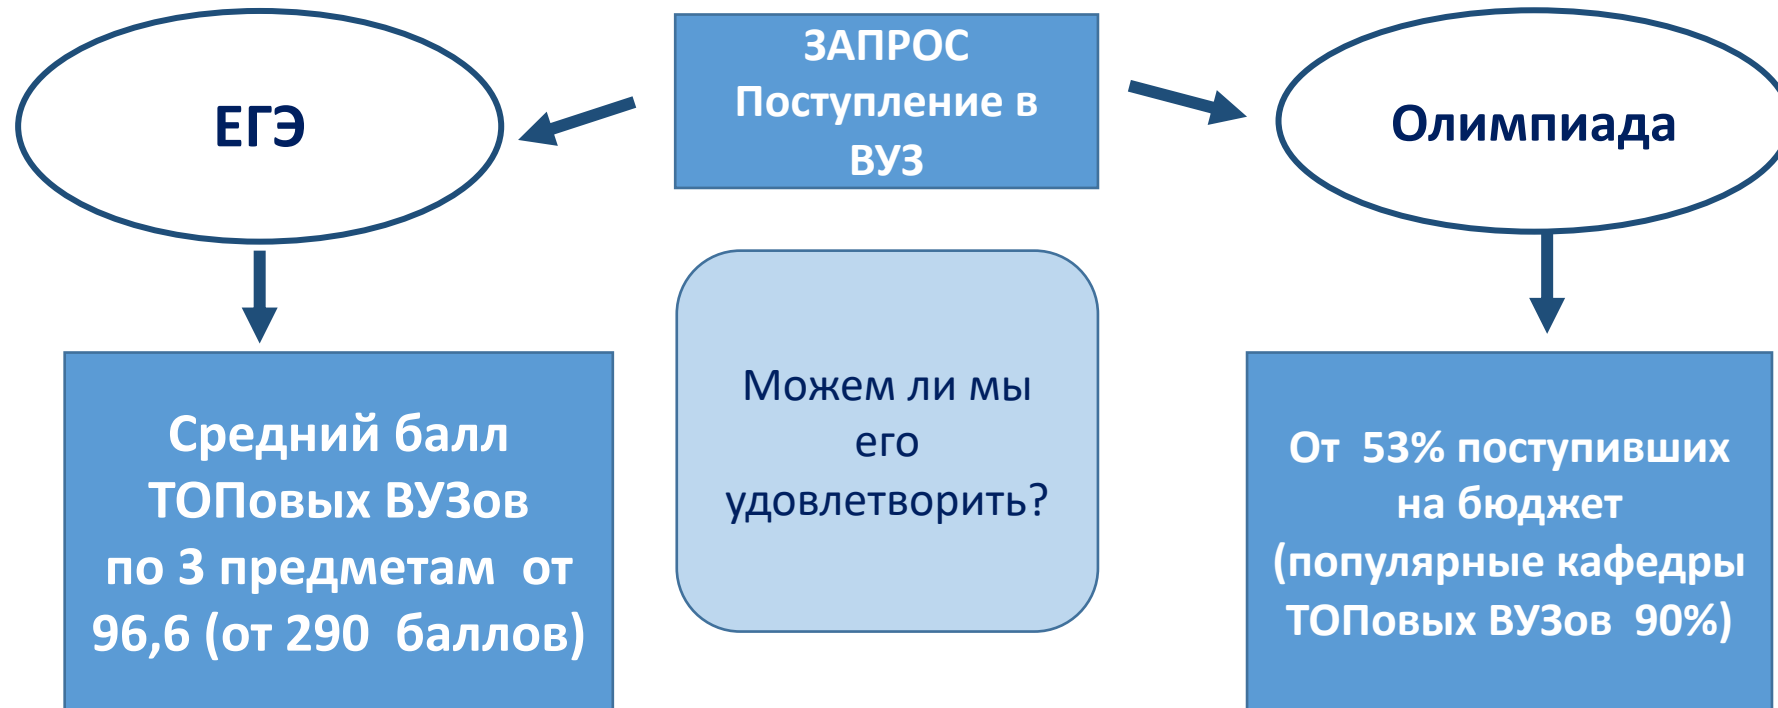 ЕГЭ
ЗАПРОС
Поступление в
ВУЗ
Олимпиада
Средний балл
ТОПовых ВУЗов
по 3 предметам от
96,6 (от 290 баллов)
Можем ли мы
его
удовлетворить?
От 53% поступивших
на бюджет
(популярные кафедры
ТОПовых ВУЗов 90%)